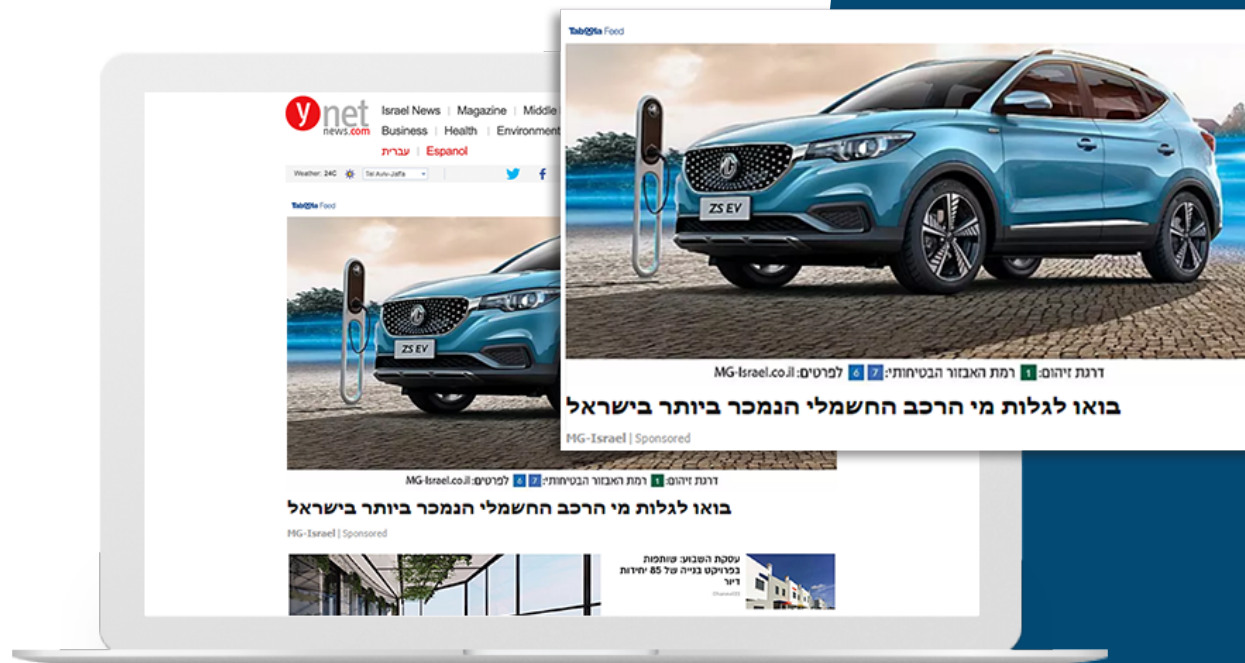 Taboola Feed
ZS EV
דרגת זיהום: 1 רמת האבזור הבטיחותי: 7 6 לפרטים: MG-Israel.co.il
בואו לגלות מי הרכב החשמלי הנמכר ביותר בישראל
MG-Israel | Sponsored
ynet
news.com
Israel News | Magazine | Middle
Business | Health | Environment
עברית | Espanol
Weather: 24C Tel Aviv-Jaffa
Taboola Feed
ZS EV
דרגת זיהום: 1 רמת האבזור הבטיחותי: 7 6 לפרטים: MG-Israel.co.il
בואו לגלות מי הרכב החשמלי הנמכר ביותר בישראל
MG-Israel | Sponsored
עסקת השבוע: שותפות
בפרויקט בנייה של 85 יחידות
דיור